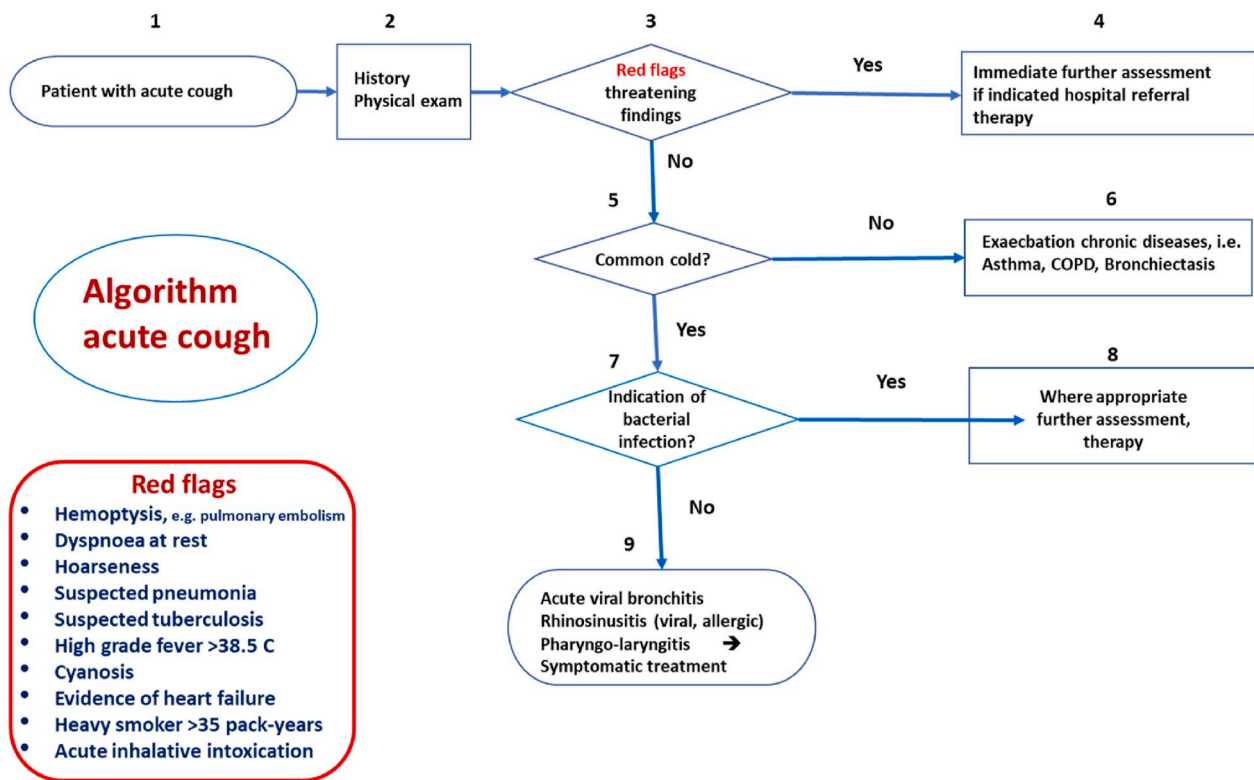 1
2
3
4
Patient with acute cough
History
Physical exam
Red flags
threatening
findings
Yes
Immediate further assessment
if indicated hospital referral
therapy
No
5
6
Common cold?
No
Exaecbation chronic diseases, i.e.
Asthma, COPD, Bronchiectasis
Algorithm
acute cough
Yes
7
8
Indication of
bacterial
infection?
Yes
Where appropriate
further assessment,
therapy
No
9
Acute viral bronchitis
Rhinosinusitis (viral, allergic)
Pharyngo-laryngitis ➔
Symptomatic treatment
Red flags
• Hemoptysis, e.g. pulmonary embolism
• Dyspnoea at rest
• Hoarseness
• Suspected pneumonia
• Suspected tuberculosis
• High grade fever >38.5 C
• Cyanosis
• Evidence of heart failure
• Heavy smoker >35 pack-years
• Acute inhalative intoxication